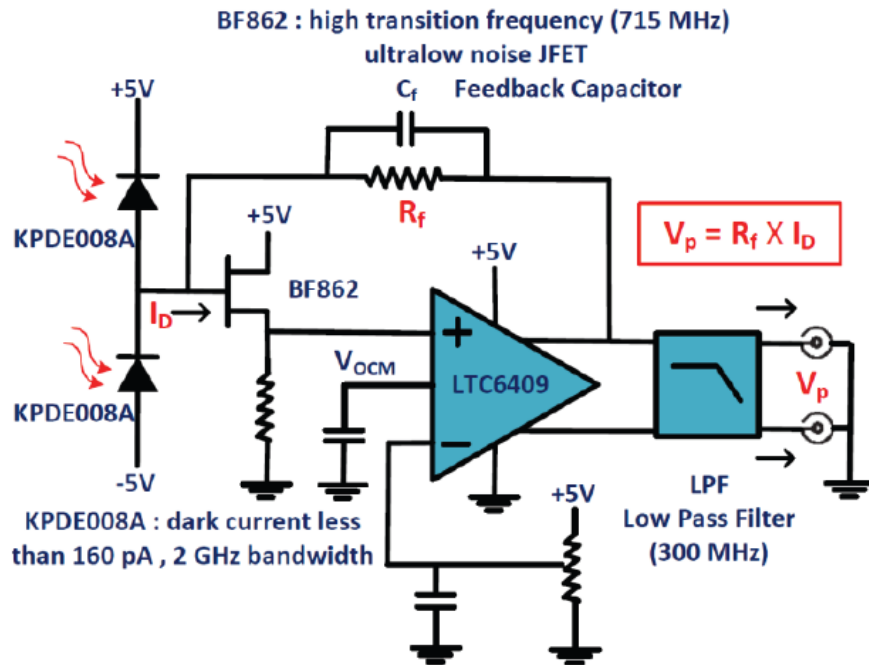 BF862 : high transition frequency (715 MHz)
ultralow noise JFET
Cf Feedback Capacitor
+5V
Rf
KPDE008A
+5V
BF862
ID
Vp = Rf X ID
+5V
+
LTC6409
−
VOCM
KPDE008A
-5V
Vp
LPF
Low Pass Filter
(300 MHz)
+5V
KPDE008A : dark current less
than 160 pA , 2 GHz bandwidth